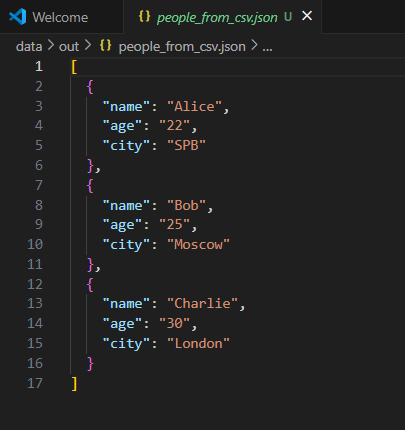 Welcome
{} people_from_csv.json U ×
data > out > {} people_from_csv.json > ...
1 [
2   {
3     "name": "Alice",
4     "age": "22",
5     "city": "SPB"
6   },
7   {
8     "name": "Bob",
9     "age": "25",
10     "city": "Moscow"
11   },
12   {
13     "name": "Charlie",
14     "age": "30",
15     "city": "London"
16   }
17 ]